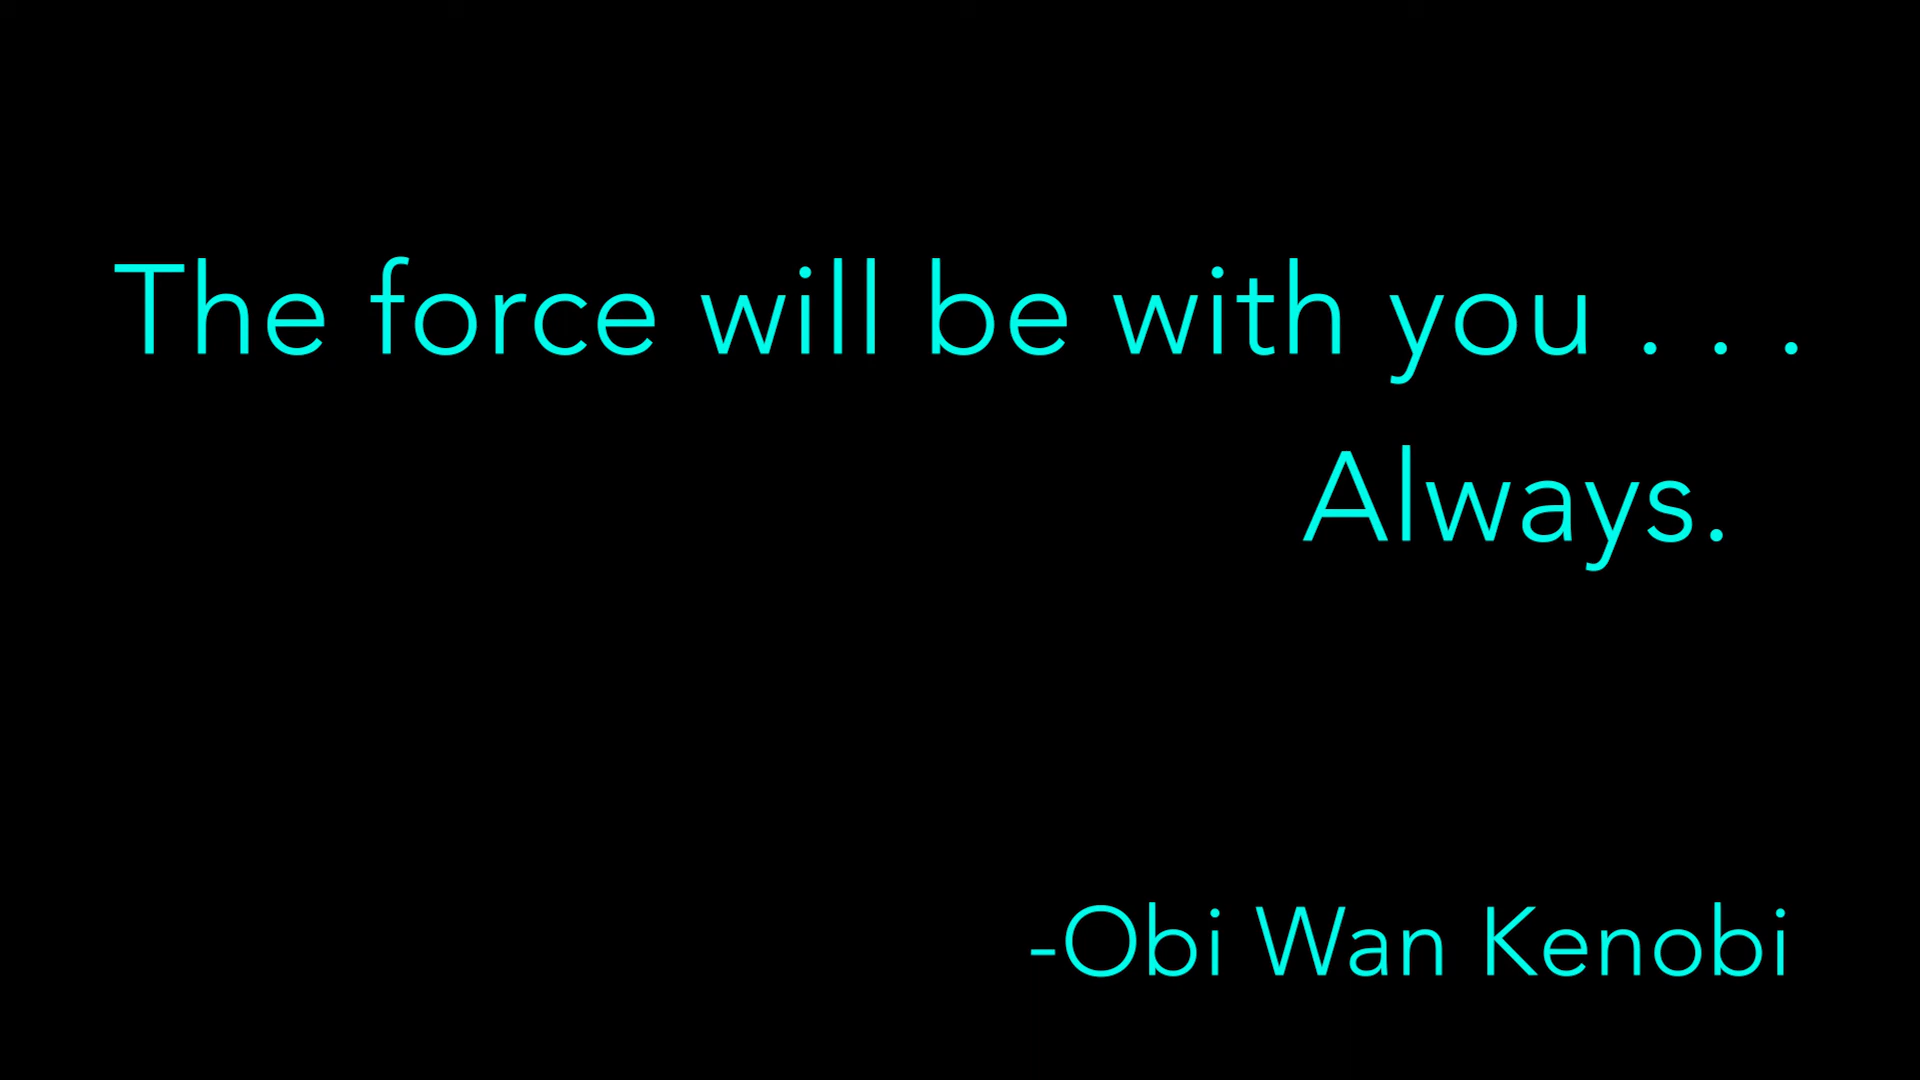 The force will be with you . . .
Always.
-Obi Wan Kenobi